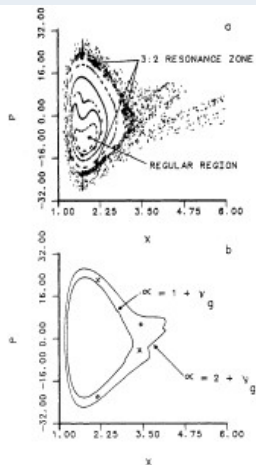 a
32.00
16.00
0.00
-16.00
-32.00
P
3:2 RESONANCE ZONE
REGULAR REGION
1.00 2.25 3.50 4.75 6.00
X
b
32.00
16.00
0.00
-16.00
-32.00
P
∝ = 1 + γg
∝ = 2 + γg
1.00 2.25 3.50 4.75 6.00
X